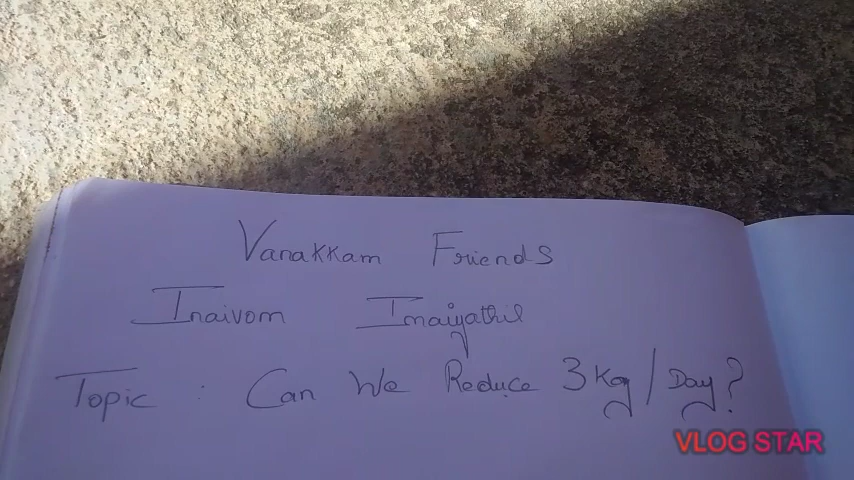 Vanakkam Friends
Inaivom Imaiyathil
Topic : Can We Reduce 3 Kg / Day?
VLOG STAR